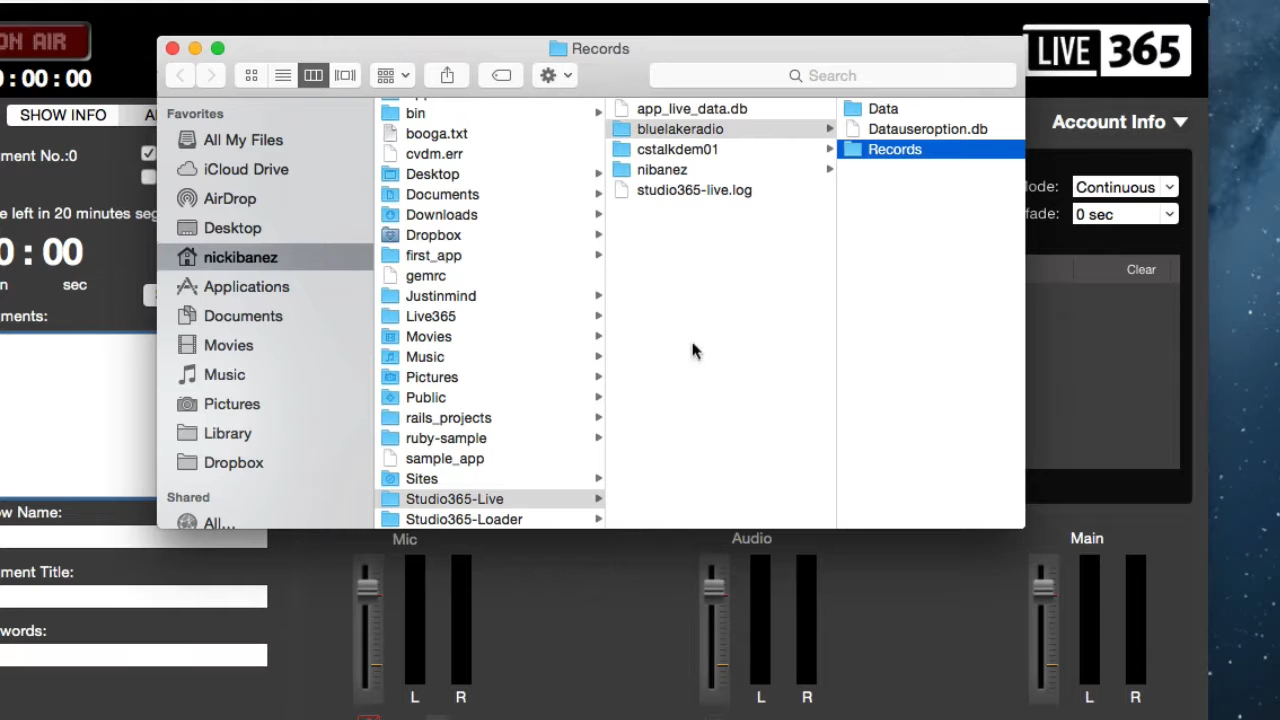 ON AIR
:00:00
SHOW INFO
ment No.:0
e left in 20 minutes seg
0:00
n
sec
ments:
ow Name:
ment Title:
words:
Records
Search
Favorites
All My Files
iCloud Drive
AirDrop
Desktop
nickibanez
Applications
Documents
Movies
Music
Pictures
Library
Dropbox
Shared
All...
bin
booga.txt
cvdm.err
Desktop
Documents
Downloads
Dropbox
first_app
gemrc
Justinmind
Live365
Movies
Music
Pictures
Public
rails_projects
ruby-sample
sample_app
Sites
Studio365-Live
Studio365-Loader
app_live_data.db
bluelakeradio
cstalkdem01
nibanez
studio365-live.log
Data
Datauseroption.db
Records
LIVE 365
Account Info
lode: Continuous
fade: 0 sec
Clear
Mic
L R
Audio
L R
Main
L R